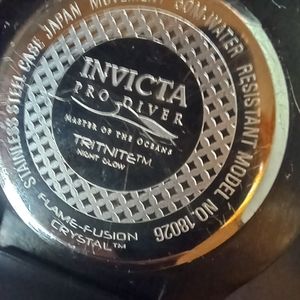 STAINLESS STEEL CASE JAPAN MOVEMENT 50M-WATER RESISTANT MODEL NO.18026
INVICTA
PRO DIVER
MASTER OF THE OCEANS
TRITNITE™
NIGHT GLOW
FLAME-FUSION
CRYSTAL™